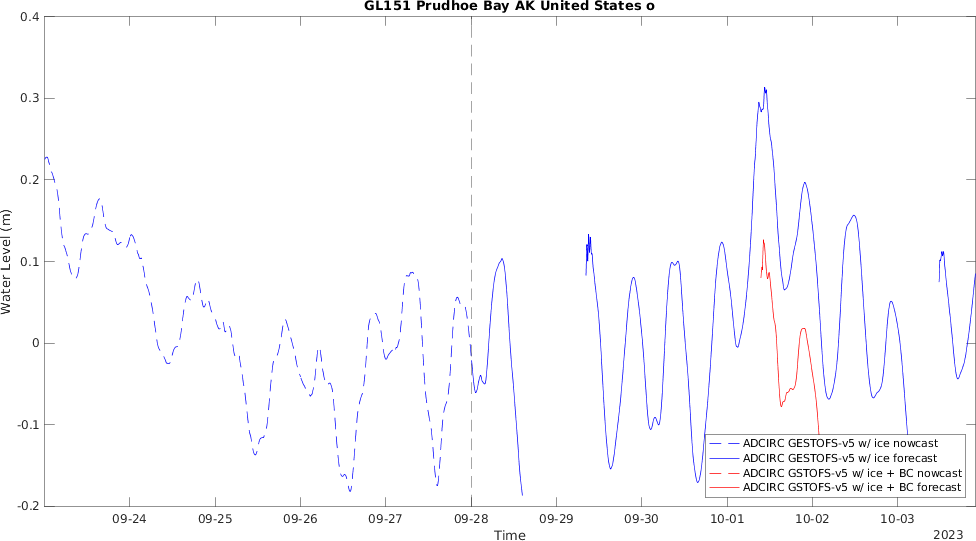 GL151 Prudhoe Bay AK United States o
0.4
0.3
0.2
0.1
0
-0.1
-0.2
Water Level (m)
09-24 09-25 09-26 09-27 09-28 09-29 09-30 10-01 10-02 10-03
Time
2023
ADCIRC GESTOFS-v5 w/ ice nowcast
ADCIRC GESTOFS-v5 w/ ice forecast
ADCIRC GSTOFS-v5 w/ice + BC nowcast
ADCIRC GSTOFS-v5 w/ice + BC forecast